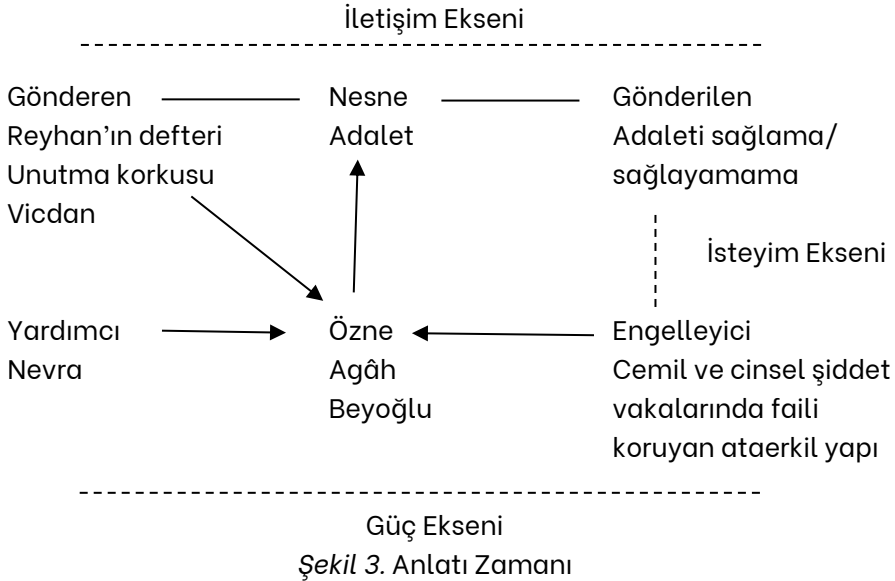 İletişim Ekseni
Gönderen
Reyhan'ın defteri
Unutma korkusu
Vicdan
Nesne
Adalet
Gönderilen
Adaleti sağlama/
sağlayamama
İsteyim Ekseni
Yardımcı
Nevra
Özne
Agâh
Beyoğlu
Engelleyici
Cemil ve cinsel şiddet
vakalarında faili
koruyan ataerkil yapı
Güç Ekseni
Şekil 3. Anlatı Zamanı